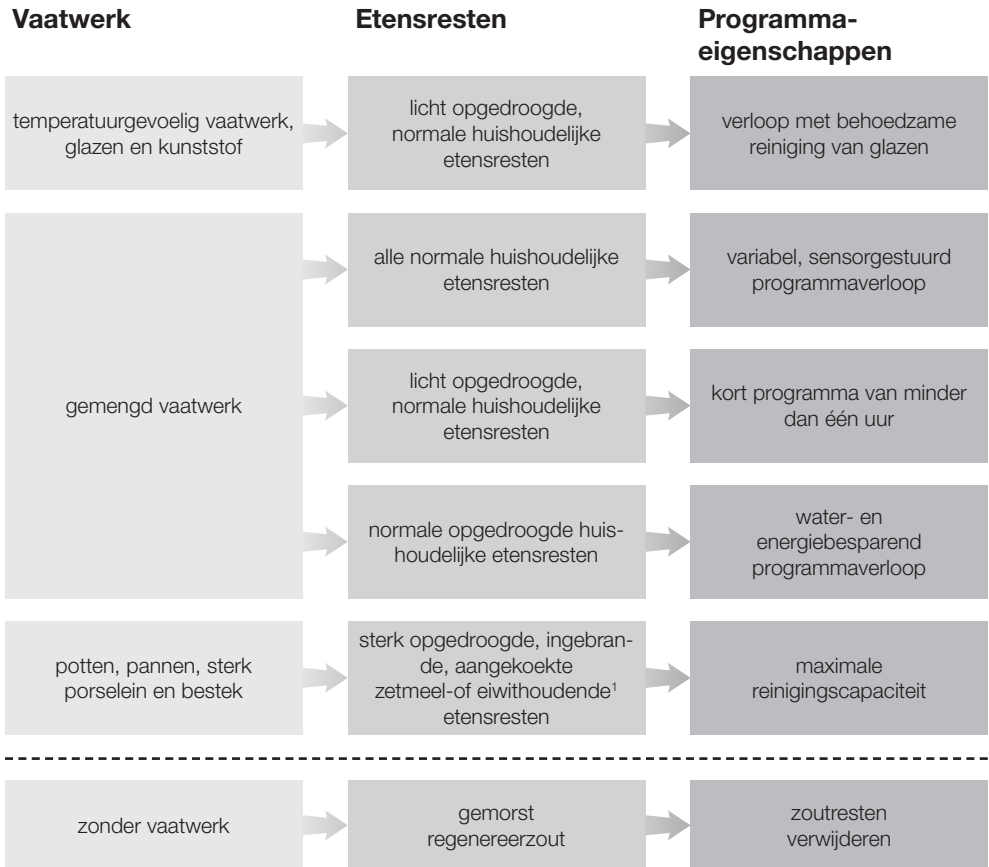 Vaatwerk
Etensresten
Programma-
eigenschappen
temperatuurgevoelig vaatwerk,
glazen en kunststof
licht opgedroogde,
normale huishoudelijke
etensresten
verloop met behoedzame
reiniging van glazen
gemengd vaatwerk
alle normale huishoudelijke
etensresten
variabel, sensorgestuurd
programmaverloop
licht opgedroogde,
normale huishoudelijke
etensresten
kort programma van minder
dan één uur
normale opgedroogde huis-
houdelijke etensresten
water- en
energiebesparend
programmaverloop
potten, pannen, sterk
porselein en bestek
sterk opgedroogde, ingebran-
de, aangekoekte
zetmeel-of eiwithoudende¹
etensresten
maximale
reinigingscapaciteit
zonder vaatwerk
gemorst
regenereerzout
zoutresten
verwijderen